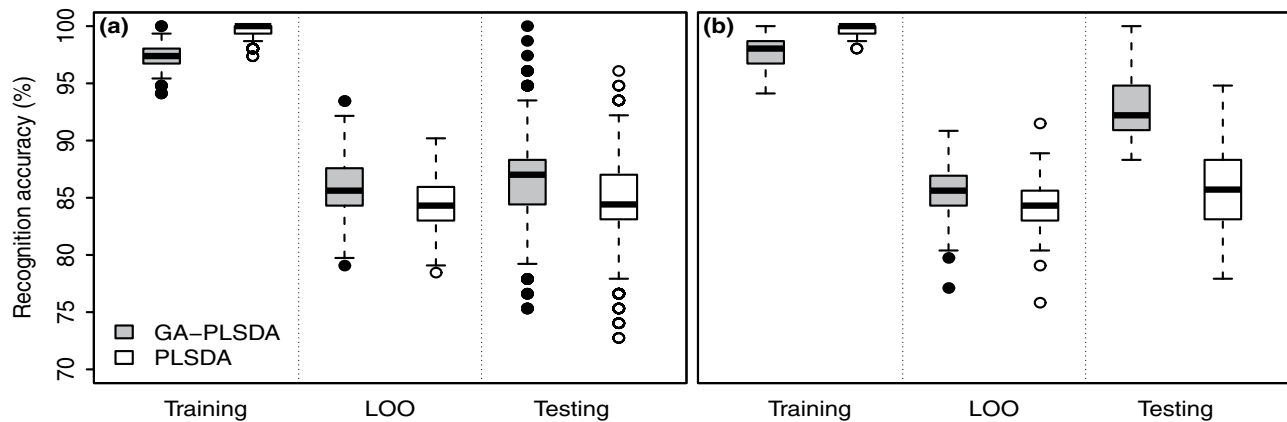 (a)
(b)
Recognition accuracy (%)
100
95
90
85
80
75
70
GA−PLSDA
PLSDA
Training LOO Testing
Training LOO Testing